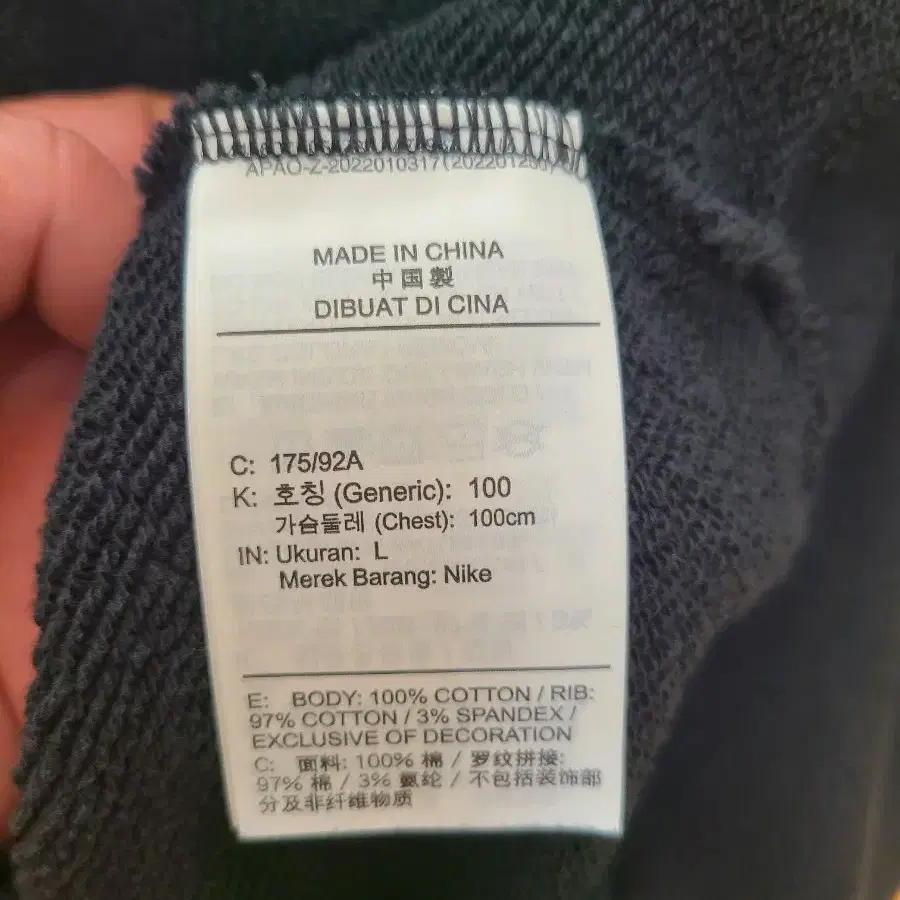 APAO-Z-2022010317(20220123
MADE IN CHINA
中国製
DIBUAT DI CINA
C: 175/92A
K: 호칭 (Generic): 100
가슴둘레 (Chest): 100cm
IN: Ukuran: L
Merek Barang: Nike
E: BODY: 100% COTTON / RIB:
97% COTTON / 3% SPANDEX /
EXCLUSIVE OF DECORATION
C: 面料: 100% 棉 / 罗纹拼接:
97% 棉 / 3% 氨纶 / 不包括装饰部
分及非纤维物质